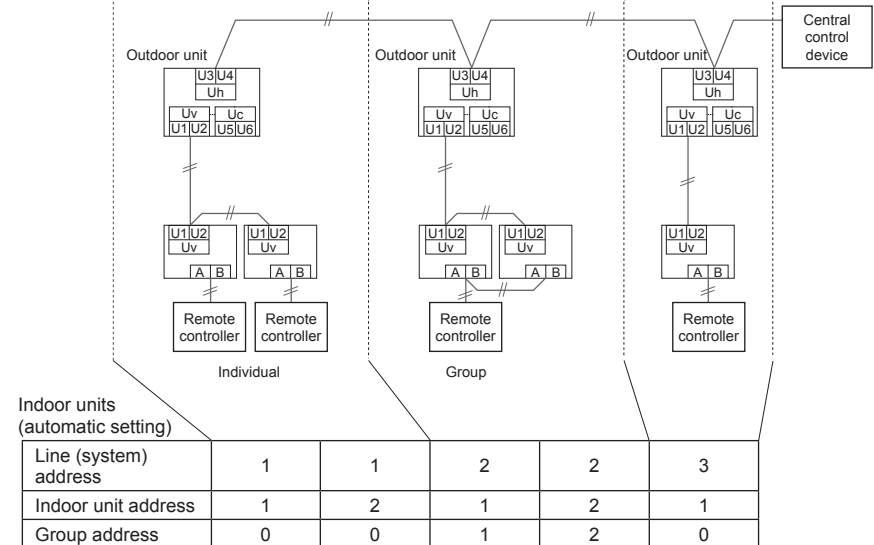 Central
control
device
Outdoor unit
Outdoor unit
Outdoor unit
U3 U4
U3 U4
U3 U4
Uh
Uh
Uh
Uv Uc
Uv Uc
Uv Uc
U1 U2 U5 U6
U1 U2 U5 U6
U1 U2 U5 U6
U1 U2
U1 U2
U1 U2
U1 U2
U1 U2
Uv
Uv
Uv
Uv
Uv
A B
A B
A B
A B
A B
Remote
controller
Remote
controller
Remote
controller
Remote
controller
Individual
Group
Indoor units
(automatic setting)
Line (system)
address
1 1 2 2 3
Indoor unit address 1 2 1 2 1
Group address 0 0 1 2 0